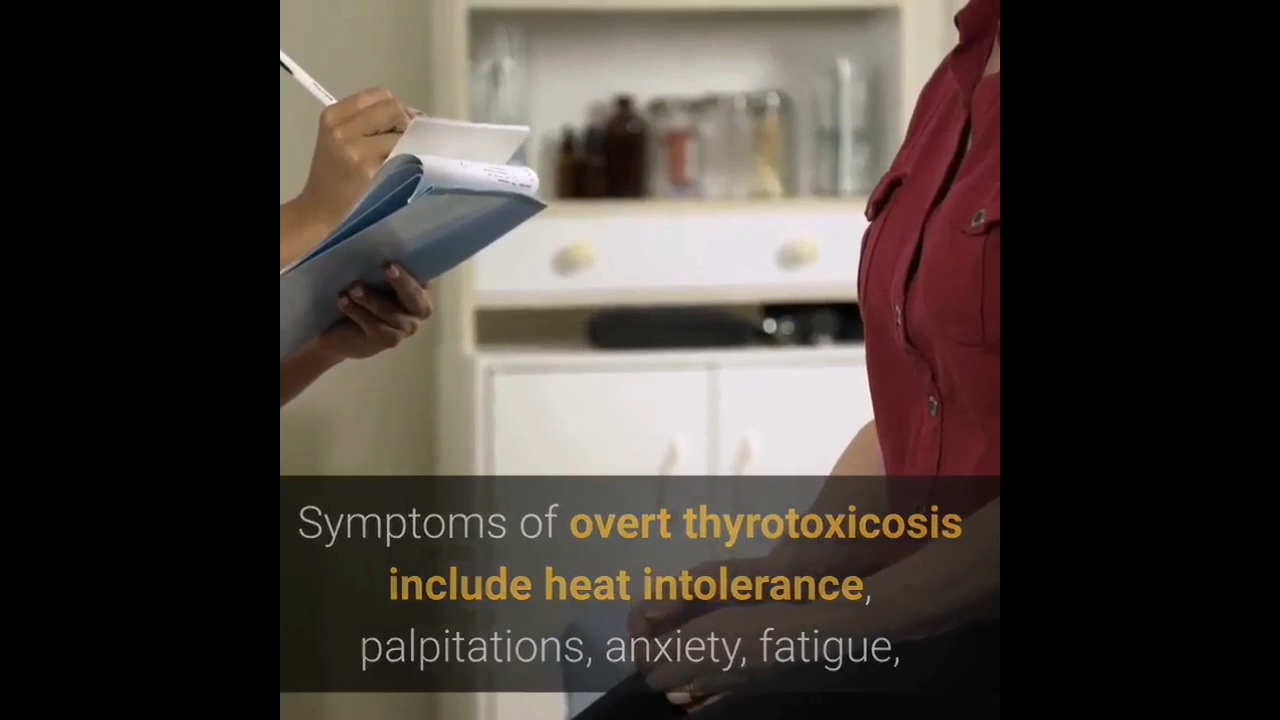 Symptoms of overt thyrotoxicosis
include heat intolerance,
palpitations, anxiety, fatigue,